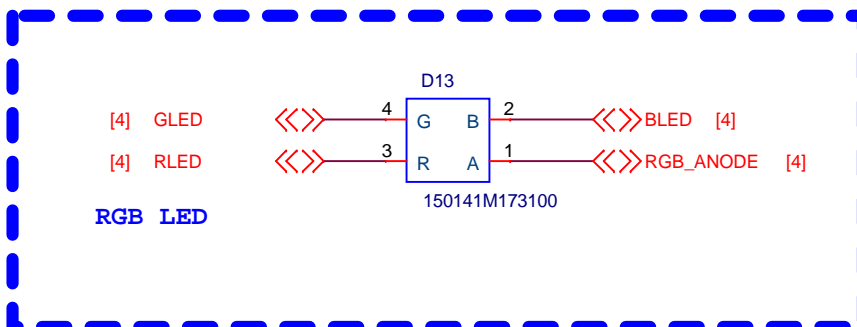 D13
[4] GLED 4 G B 2 BLED [4]
[4] RLED 3 R A 1 RGB_ANODE [4]
150141M173100
RGB LED